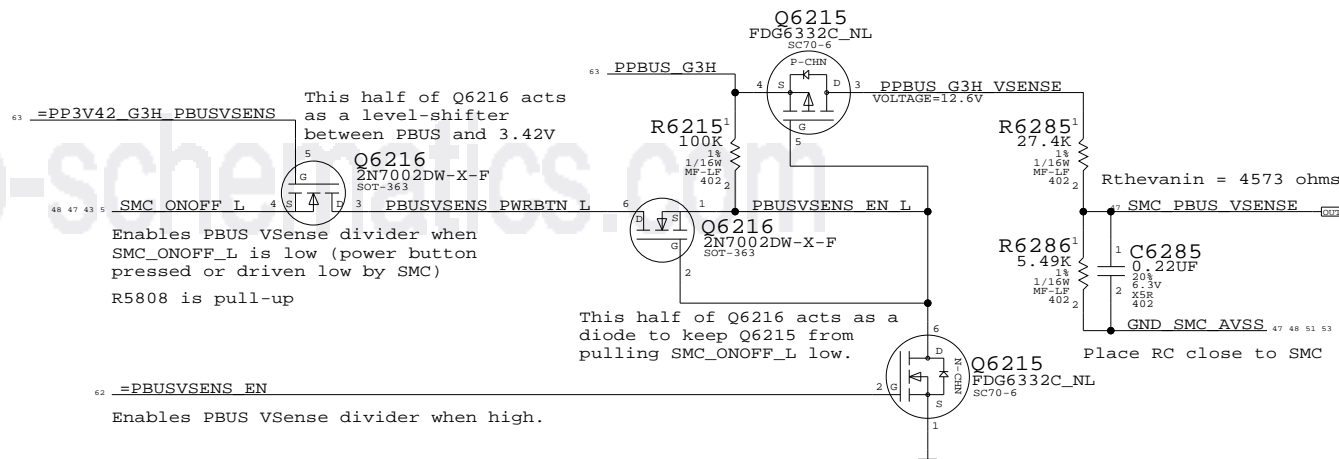 Q6215
FDG6332C_NL
SC70-6
P-CHN
63 PPBUS_G3H
4
S
D
3
PPBUS_G3H_VSENSE
VOLTAGE=12.6V
G
5
63 =PP3V42_G3H_PBUSVSENS
This half of Q6216 acts
as a level-shifter
between PBUS and 3.42V
5
G
Q6216
2N7002DW-X-F
SOT-363
48 47 43 5 SMC_ONOFF_L
4
S
D
3
PBUSVSENS_PWRBTN_L
Enables PBUS VSense divider when
SMC_ONOFF_L is low (power button
pressed or driven low by SMC)
R5808 is pull-up
R6215
1
100K
1%
1/16W
MF-LF
402
2
6
D
S
1
PBUSVSENS_EN_L
G
2
Q6216
2N7002DW-X-F
SOT-363
This half of Q6216 acts as a
diode to keep Q6215 from
pulling SMC_ONOFF_L low.
R6285
1
27.4K
1%
1/16W
MF-LF
402
2
Rthevanin = 4573 ohms
47 SMC_PBUS_VSENSE
OUT
R6286
1
5.49K
1%
1/16W
MF-LF
402
2
1
C6285
0.22UF
20%
6.3V
X5R
402
2
GND_SMC_AVSS 47 48 51 53
Place RC close to SMC
6
D
N-CHN
Q6215
FDG6332C_NL
SC70-6
2
G
S
1
62 =PBUSVSENS_EN
Enables PBUS VSense divider when high.
o-schematics.com